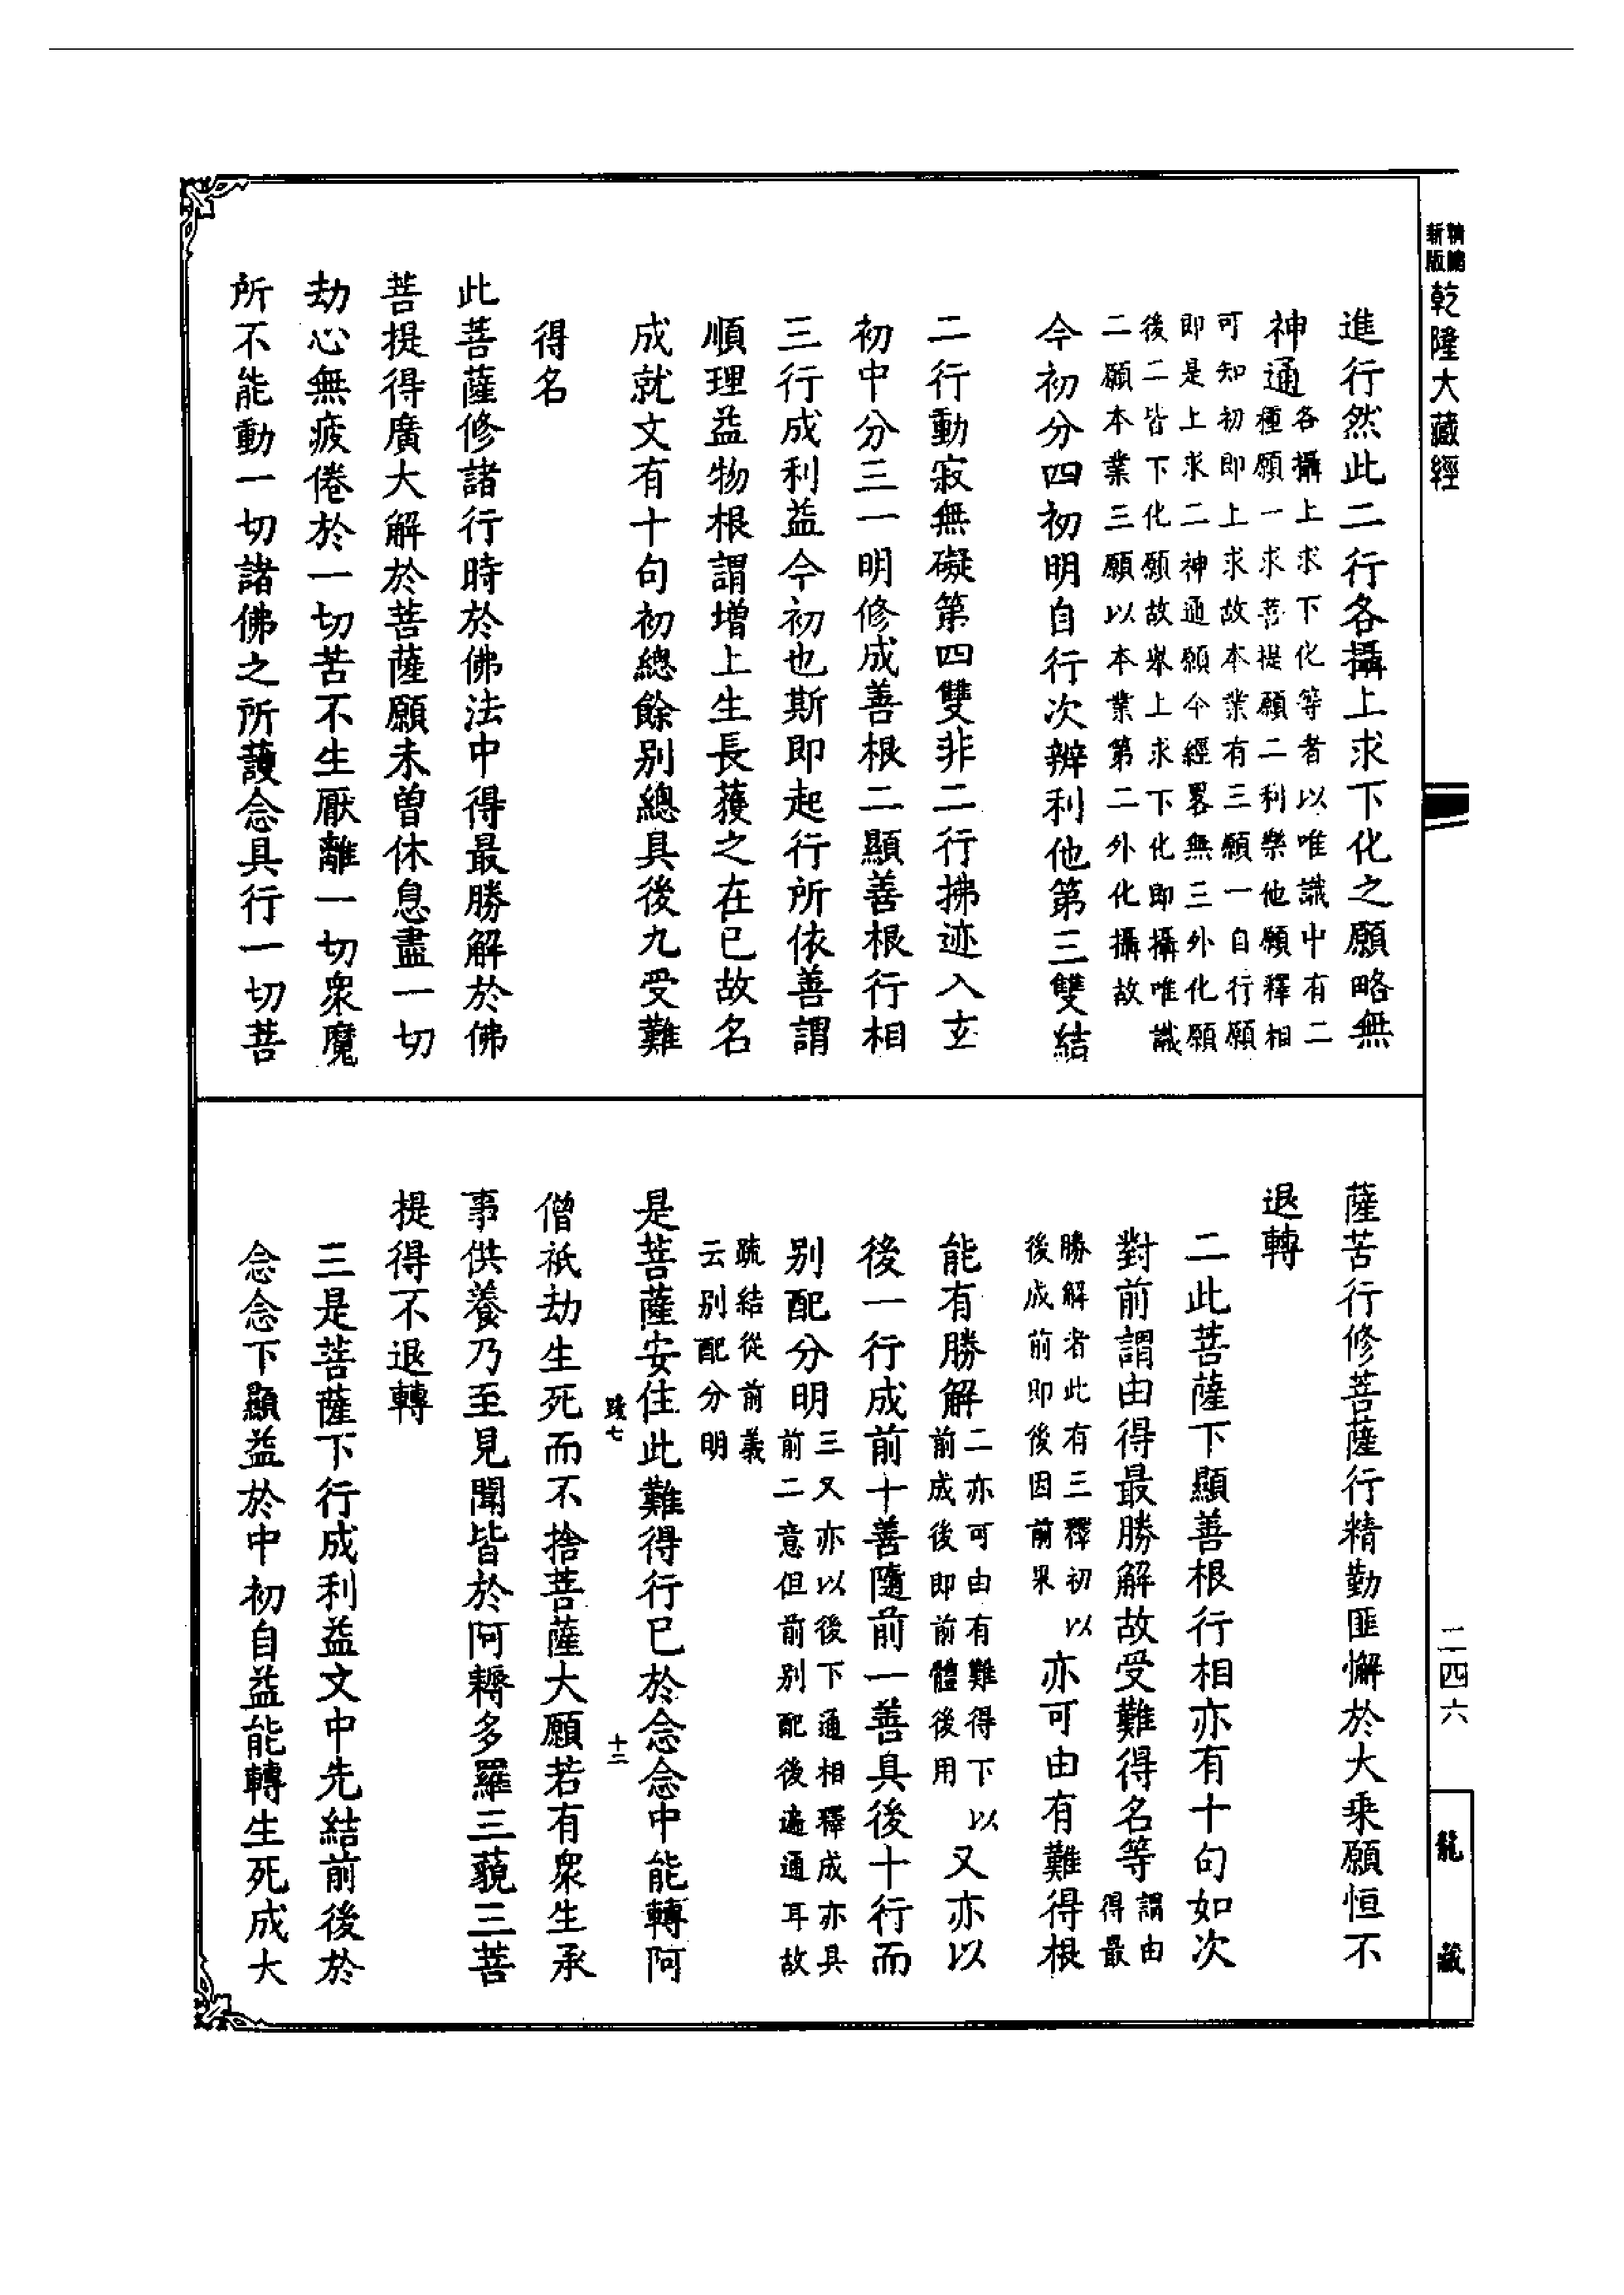 精縮
新版
乾隆大藏經
進行然此二行各攝上求下化之願略無
神通各攝上求下化等者以唯識中有二
種願一求菩提願二利樂他願釋相
可知初即上求故本業有三願一自行願
即是上求二神通願今經畧無三外化願
後二皆下化願故舉上求下化即攝唯識
二願本業三願以本業第二外化攝故
今初分四初明自行次辨利他第三雙結
二行動寂無礙第四雙非二行拂迹入玄
初中分三一明修成善根二顯善根行相
三行成利益今初也斯即起行所依善謂
順理益物根謂增上生長蒦之在已故名
成就文有十句初總餘别總具後九受難
得名
此菩薩修諸行時於佛法中得最勝解於佛
菩提得廣大解於菩薩願未曾休息盡一切
劫心無疲倦於一切苦不生厭離一切衆魔
所不能動一切諸佛之所護念具行一切菩
薩苦行修菩薩行精勤匪懈於大乘願恒不
退轉
二此菩薩下顯善根行相亦有十句如次
對前謂由得最勝解故受難得名等謂由
得最
勝解者此有三釋初以
後成前即後因前果
亦可由有難得根
能有勝解二亦可由有難得下以
前成後即前體後用
又亦以
後一行成前十善隨前一善具後十行而
别配分明三又亦以後下通相釋成亦具
前二意但前别配後遍通耳故
疏結從前義
云别配分明
是菩薩安住此難得行已於念念中能轉阿
疏七
十二
僧祇劫生死而不捨菩薩大願若有衆生承
事供養乃至見聞皆於阿耨多羅三藐三菩
提得不退轉
三是菩薩下行成利益文中先結前後於
念念下顯益於中初自益能轉生死成大
二四六
龍藏